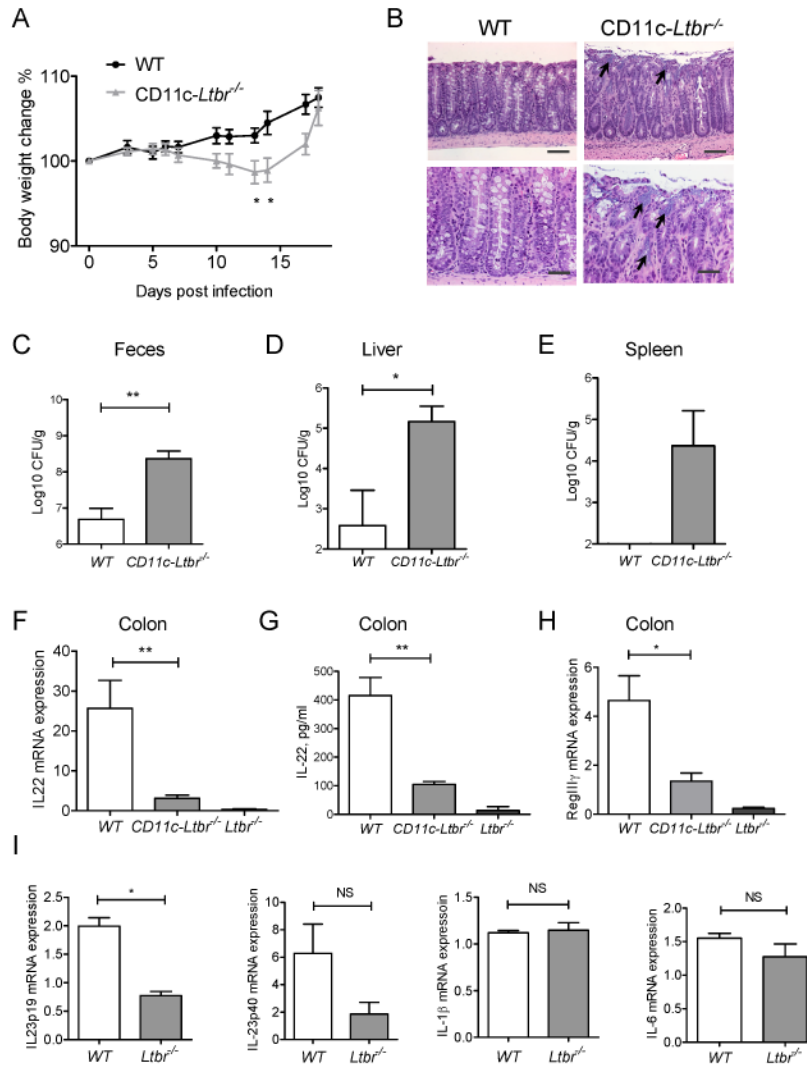 A
WT
CD11c-Ltbr-/-
Body weight change %
110
100
90
0
5
10
15
* *
Days post infection
B
WT
CD11c-Ltbr-/-
C
Feces
**
Log10 CFU/g
10
9
8
7
6
WT
CD11c-Ltbr-/-
D
Liver
*
Log10 CFU/g
6
5
4
3
2
WT
CD11c-Ltbr-/-
E
Spleen
Log10 CFU/g
6
5
4
3
2
WT
CD11c-Ltbr-/-
F
Colon
**
IL22 mRNA expression
40
30
20
10
0
WT
CD11c-Ltbr-/-
Ltbr-/-
G
Colon
**
IL-22, pg/ml
500
400
300
200
100
0
WT
CD11c-Ltbr-/-
Ltbr-/-
H
Colon
*
RegIIIγ mRNA expression
6
4
2
0
WT
CD11c-Ltbr-/-
Ltbr-/-
I
*
IL23p19 mRNA expression
2.5
2.0
1.5
1.0
0.5
0.0
WT
Ltbr-/-
NS
IL-23p40 mRNA expression
10
8
6
4
2
0
WT
Ltbr-/-
NS
IL-1β mRNA expressoin
1.5
1.0
0.5
0.0
WT
Ltbr-/-
NS
IL-6 mRNA expression
2.0
1.5
1.0
0.5
0.0
WT
Ltbr-/-